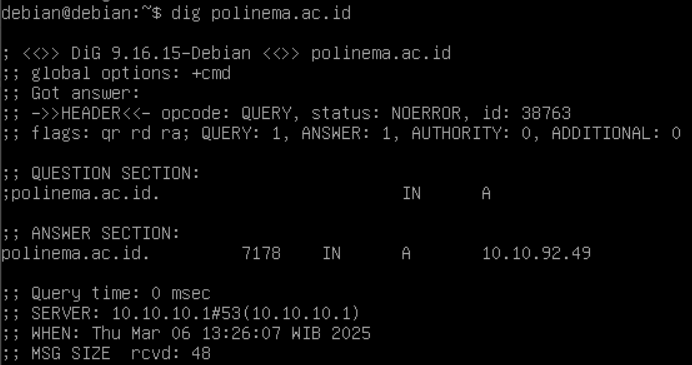 debian@debian:~$ dig polinema.ac.id
; <<>> DiG 9.16.15-Debian <<>> polinema.ac.id
;; global options: +cmd
;; Got answer:
;; ->>HEADER<<- opcode: QUERY, status: NOERROR, id: 38763
;; flags: qr rd ra; QUERY: 1, ANSWER: 1, AUTHORITY: 0, ADDITIONAL: 0
;; QUESTION SECTION:
;polinema.ac.id. IN A
;; ANSWER SECTION:
polinema.ac.id. 7178 IN A 10.10.92.49
;; Query time: 0 msec
;; SERVER: 10.10.10.1#53(10.10.10.1)
;; WHEN: Thu Mar 06 13:26:07 WIB 2025
;; MSG SIZE rcvd: 48